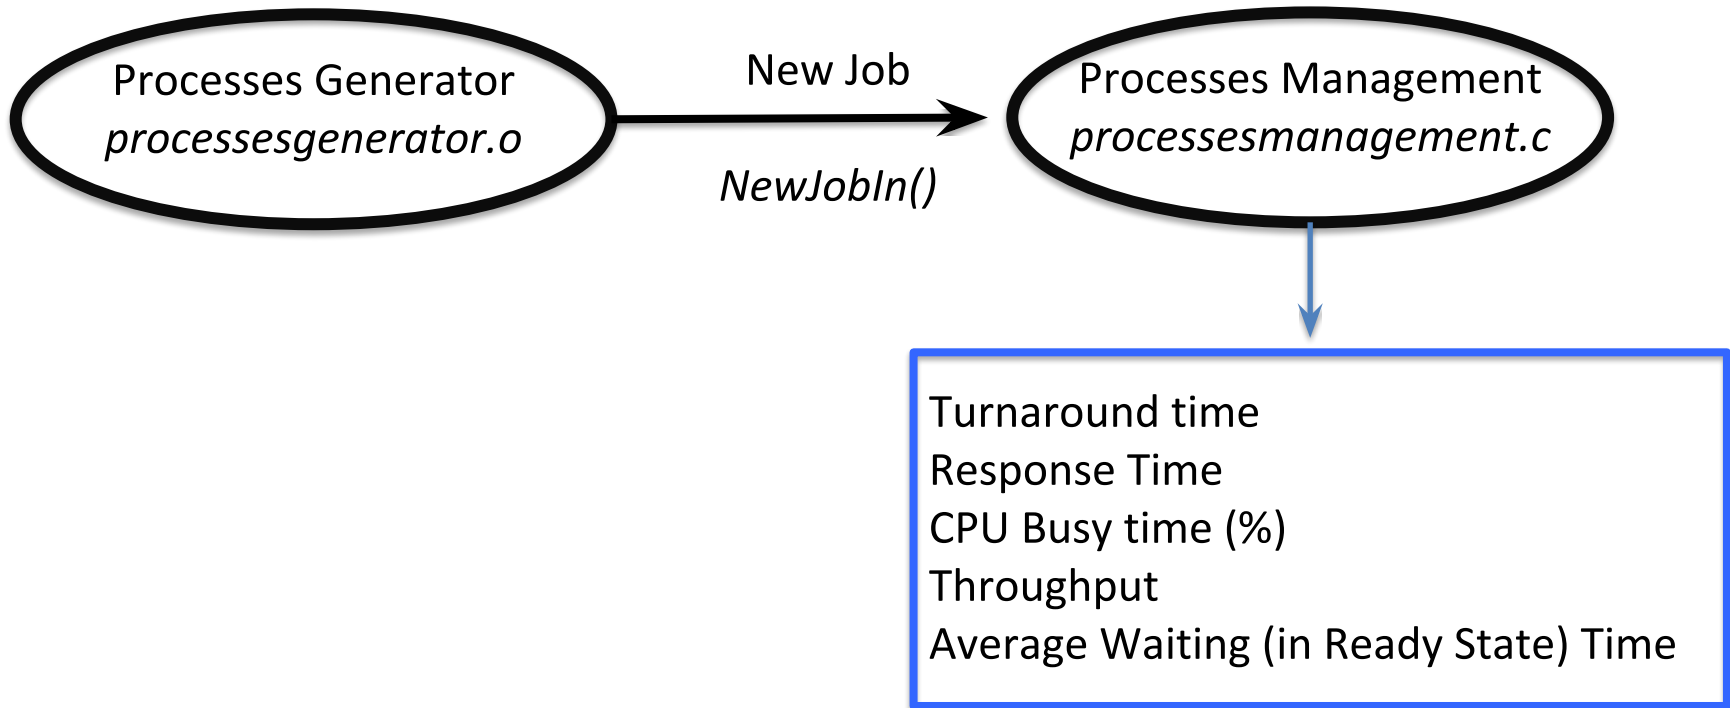 Processes Generator
processesgenerator.o
New Job
NewJobIn()
Processes Management
processesmanagement.c
Turnaround time
Response Time
CPU Busy time (%)
Throughput
Average Waiting (in Ready State) Time